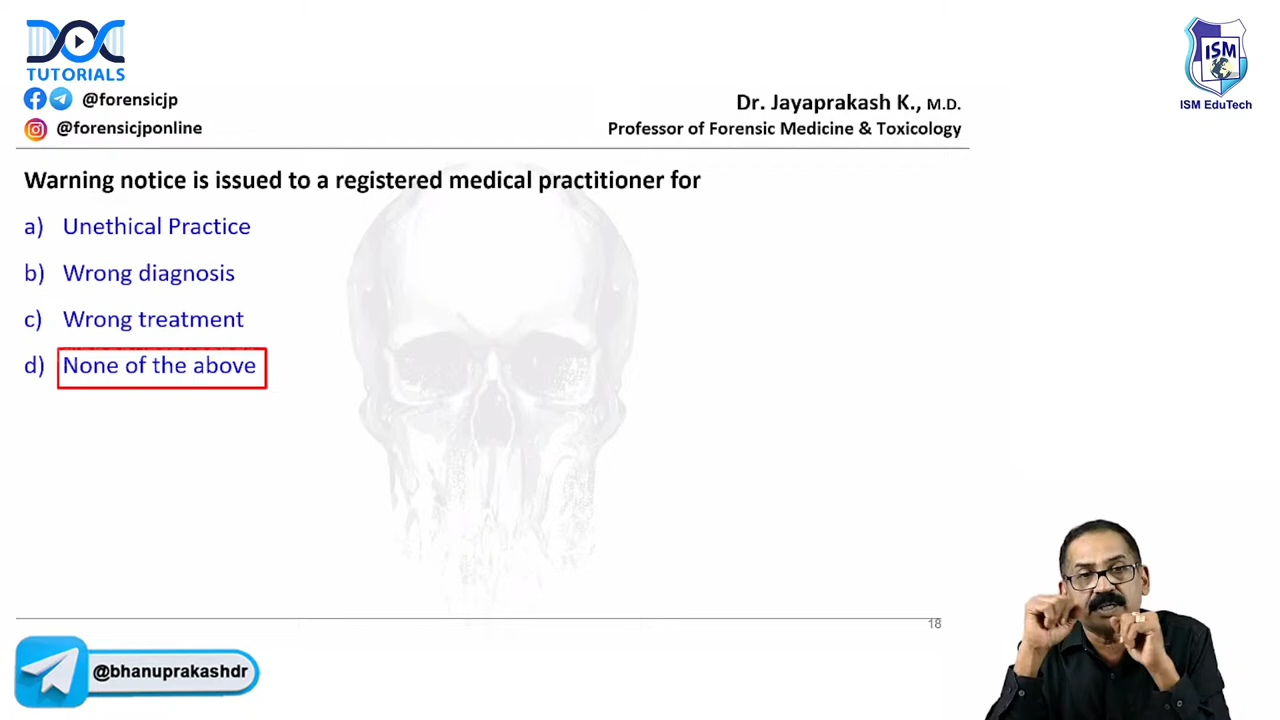 TUTORIALS
@forensicjp
@forensicjponline
ISM
ISM EduTech
Dr. Jayaprakash K., M.D.
Professor of Forensic Medicine & Toxicology
Warning notice is issued to a registered medical practitioner for
a) Unethical Practice
b) Wrong diagnosis
c) Wrong treatment
d) None of the above
18
@bhanuprakashdr